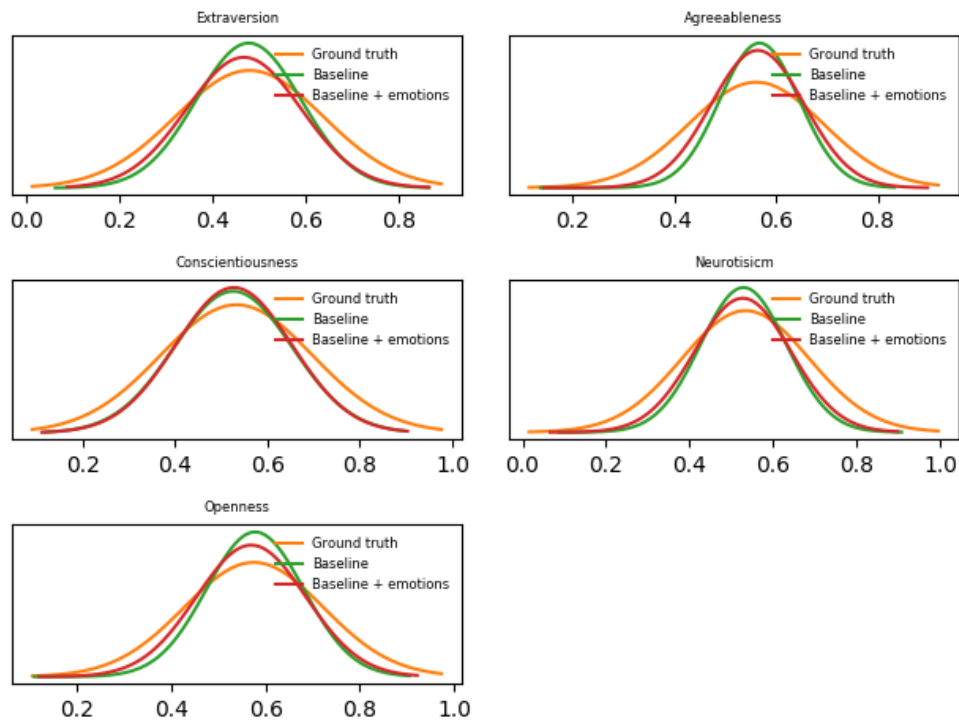 Extraversion
Ground truth
Baseline
Baseline + emotions
0.0 0.2 0.4 0.6 0.8
Agreeableness
Ground truth
Baseline
Baseline + emotions
0.2 0.4 0.6 0.8
Conscientiousness
Ground truth
Baseline
Baseline + emotions
0.2 0.4 0.6 0.8 1.0
Neurotisicm
Ground truth
Baseline
Baseline + emotions
0.0 0.2 0.4 0.6 0.8 1.0
Openness
Ground truth
Baseline
Baseline + emotions
0.2 0.4 0.6 0.8 1.0